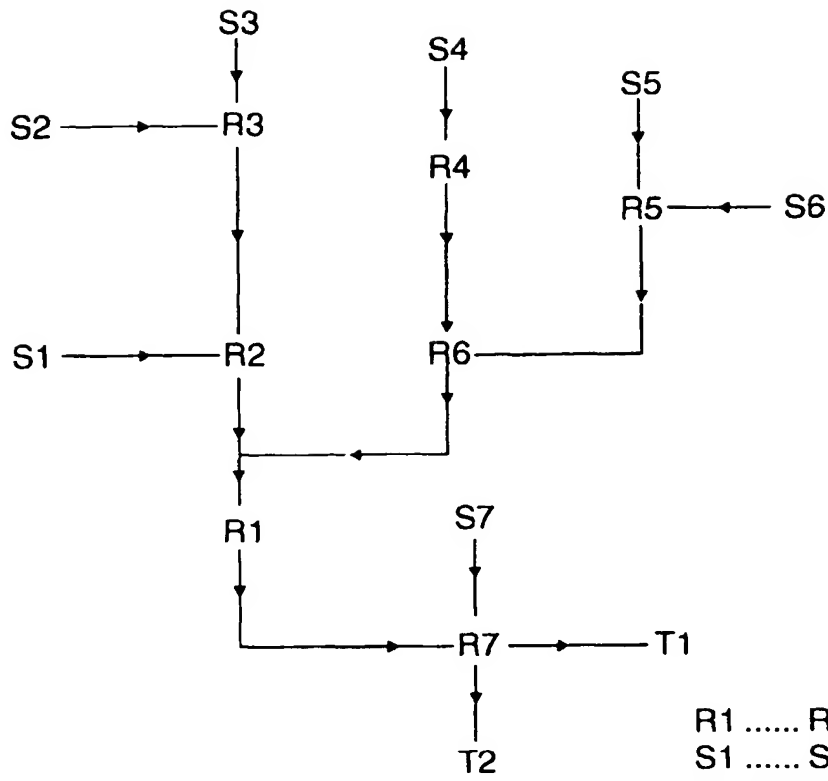 S3
S4
S5
S2
R3
R4
R5
S6
S1
R2
R6
R1
S7
R7
T1
T2
R1 ...... R
S1 ...... S